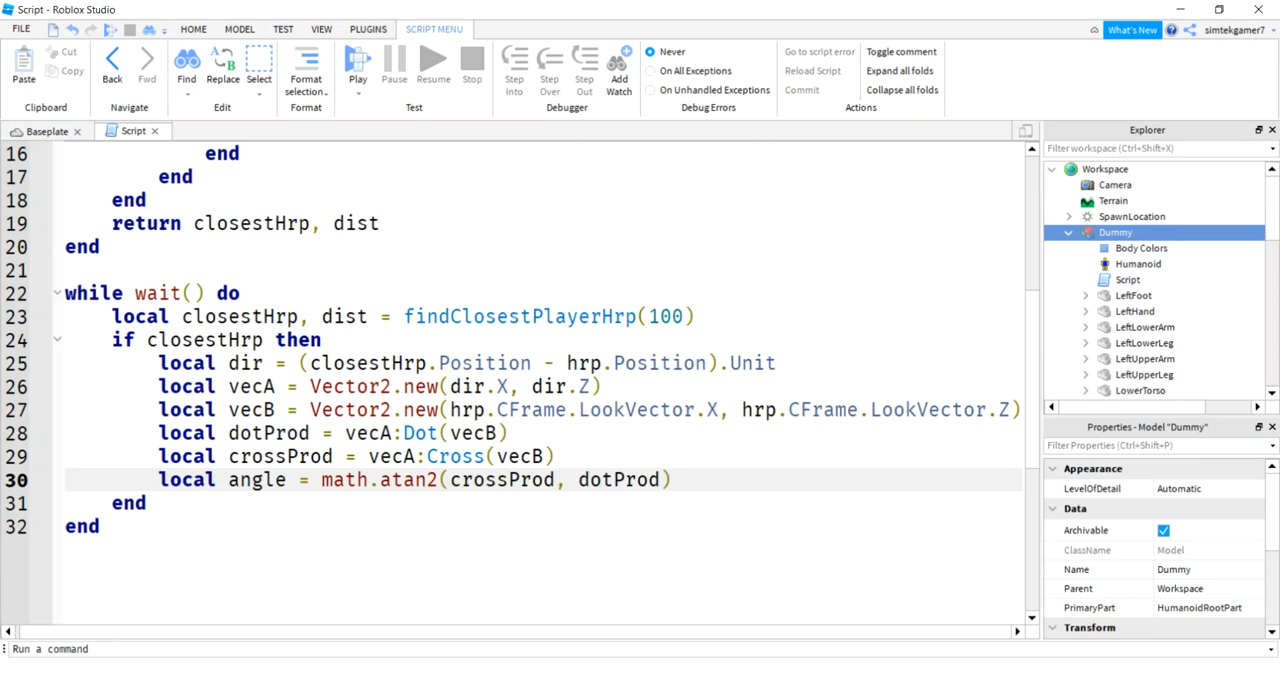 Script - Roblox Studio
FILE HOME MODEL TEST VIEW PLUGINS SCRIPT MENU What's New simtekgamer7
Paste Cut Copy Clipboard
Back Fwd Navigate
Find Replace Select Edit
Format selection Format
Play Pause Resume Stop Test
Step Into Step Over Step Out Add Watch Debugger
Never
On All Exceptions
On Unhandled Exceptions
Debug Errors
Go to script error Toggle comment
Reload Script Expand all folds
Commit Collapse all folds
Actions
Baseplate Script
16 end
17 end
18 end
19 return closestHrp, dist
20 end
21
22 while wait() do
23 local closestHrp, dist = findClosestPlayerHrp(100)
24 if closestHrp then
25 local dir = (closestHrp.Position - hrp.Position).Unit
26 local vecA = Vector2.new(dir.X, dir.Z)
27 local vecB = Vector2.new(hrp.CFrame.LookVector.X, hrp.CFrame.LookVector.Z)
28 local dotProd = vecA:Dot(vecB)
29 local crossProd = vecA:Cross(vecB)
30 local angle = math.atan2(crossProd, dotProd)
31 end
32 end
Explorer
Filter workspace (Ctrl+Shift+X)
Workspace
Camera
Terrain
SpawnLocation
Dummy
Body Colors
Humanoid
Script
LeftFoot
LeftHand
LeftLowerArm
LeftLowerLeg
LeftUpperArm
LeftUpperLeg
LowerTorso
Properties - Model "Dummy"
Filter Properties (Ctrl+Shift+P)
Appearance
LevelOfDetail Automatic
Data
Archivable
ClassName Model
Name Dummy
Parent Workspace
PrimaryPart HumanoidRootPart
Transform
Run a command